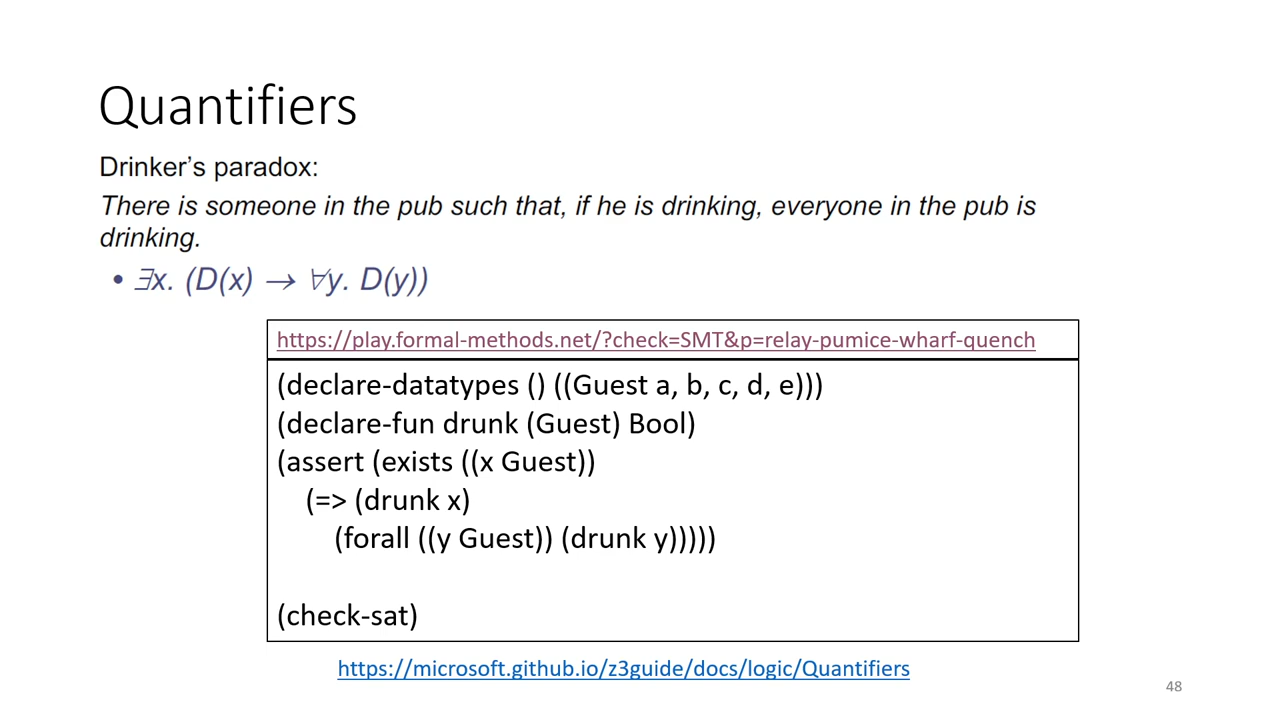 Quantifiers
Drinker's paradox:
There is someone in the pub such that, if he is drinking, everyone in the pub is
drinking.
• ∃x. (D(x) → ∀y. D(y))
https://play.formal-methods.net/?check=SMT&p=relay-pumice-wharf-quench
(declare-datatypes () ((Guest a, b, c, d, e)))
(declare-fun drunk (Guest) Bool)
(assert (exists ((x Guest))
(=> (drunk x)
(forall ((y Guest)) (drunk y)))))
(check-sat)
https://microsoft.github.io/z3guide/docs/logic/Quantifiers
48